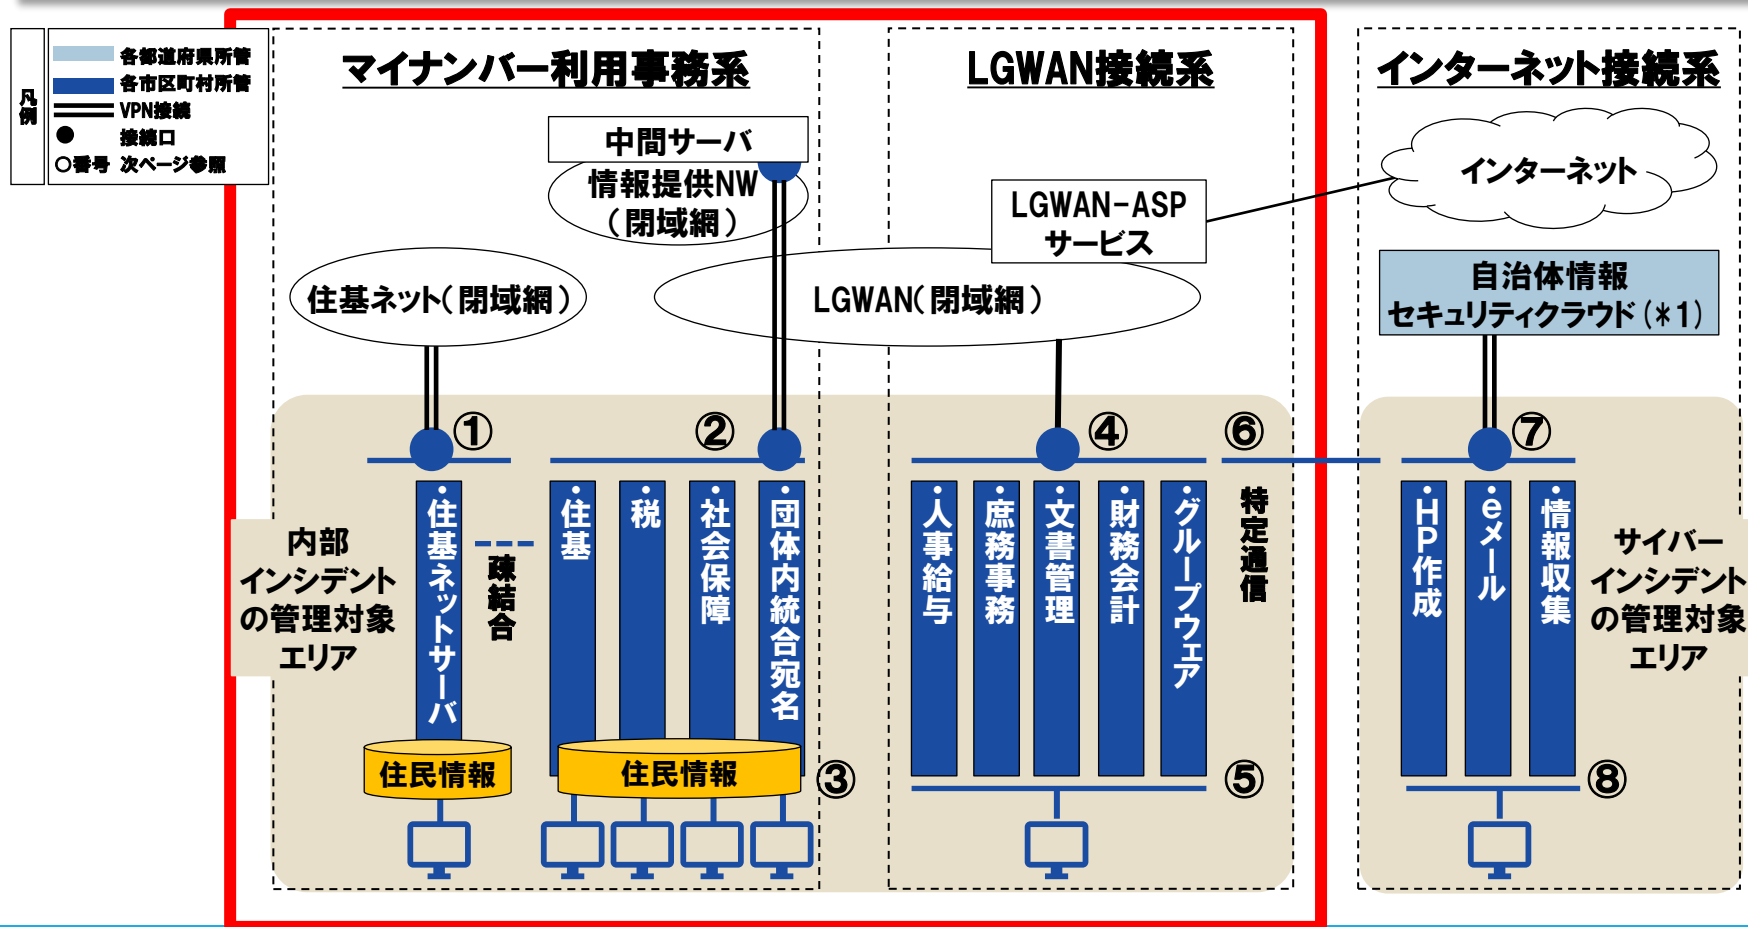 凡例
各都道府県所管
各市区町村所管
VPN接続
接続口
○番号 次ページ参照
マイナンバー利用事務系
LGWAN接続系
インターネット接続系
中間サーバ
情報提供NW
（閉域網）
住基ネット（閉域網）
LGWAN（閉域網）
LGWAN-ASP
サービス
インターネット
自治体情報
セキュリティクラウド（*1）
①
②
④
⑥
⑦
内部
インシデント
の管理対象
エリア
・住基ネットサーバ
疎結合
・住基
・税
・社会保障
・団体内統合宛名
・人事給与
・庶務事務
・文書管理
・財務会計
・グループウェア
特定通信
・HP作成
・eメール
・情報収集
サイバー
インシデント
の管理対象
エリア
住民情報
住民情報
③
⑤
⑧